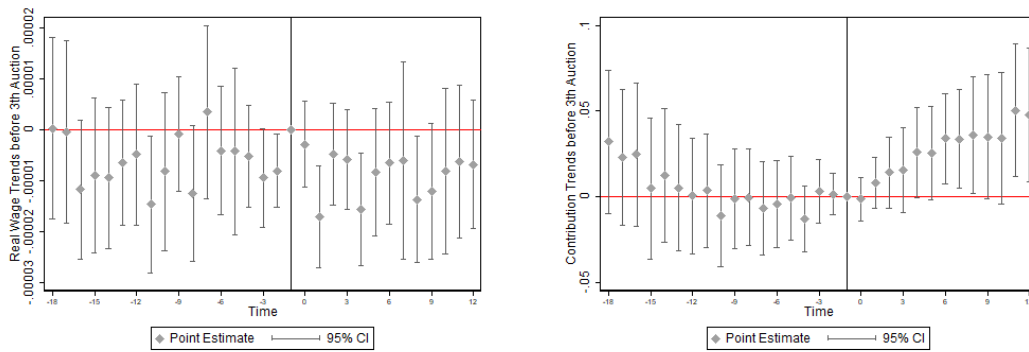 Real Wage Trends before 3th Auction
.00002
.00001
0
-.00001
-.00002
-.00003
-18 -15 -12 -9 -6 -3 0 3 6 9 12
Time
Point Estimate 95% CI
Contribution Trends before 3th Auction
.1
.05
0
-.05
-18 -15 -12 -9 -6 -3 0 3 6 9 12
Time
Point Estimate 95% CI